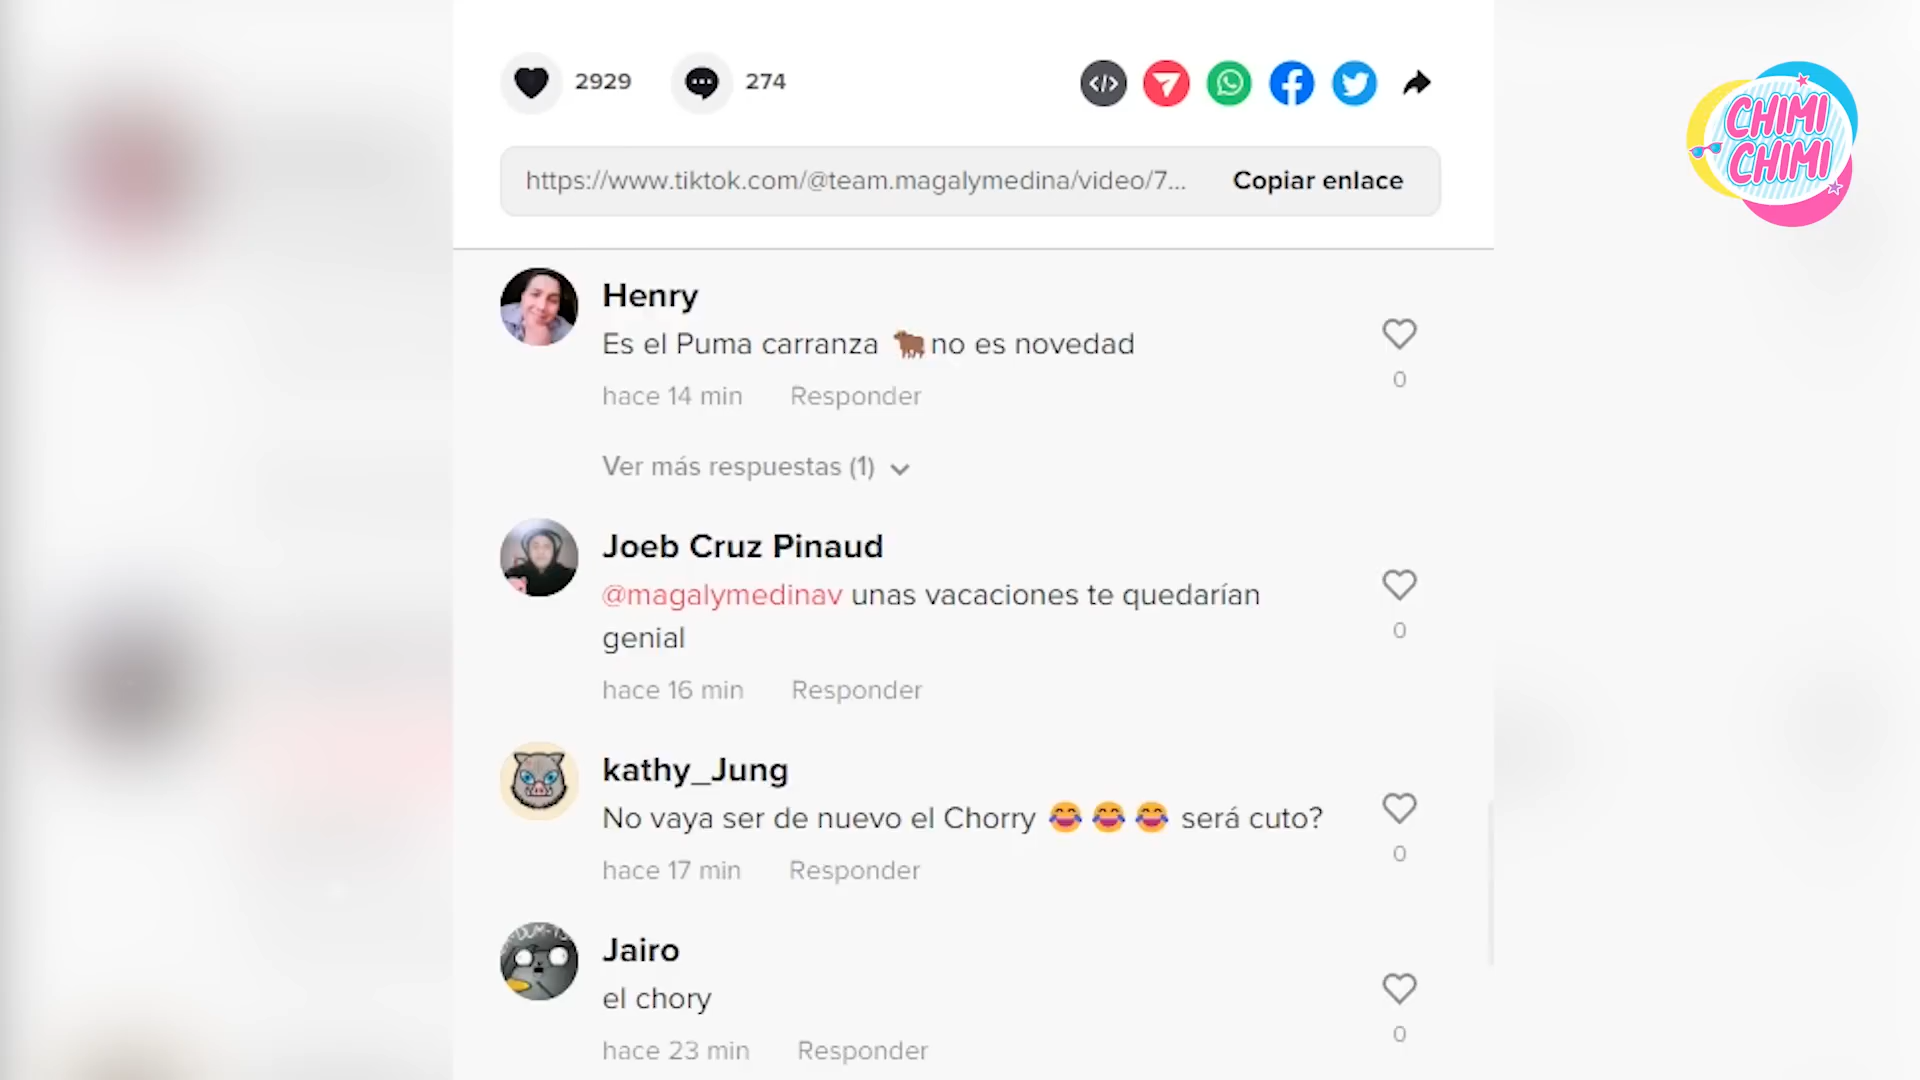 2929
274
https://www.tiktok.com/@team.magalymedina/video/7...
Copiar enlace
CHIMI
CHIMI
Henry
Es el Puma carranza 🐂no es novedad
0
hace 14 min
Responder
Ver más respuestas (1)
Joeb Cruz Pinaud
@magalymedinav unas vacaciones te quedarían
genial
0
hace 16 min
Responder
kathy_Jung
No vaya ser de nuevo el Chorry 😂😂😂 será cuto?
0
hace 17 min
Responder
Jairo
el chory
0
hace 23 min
Responder